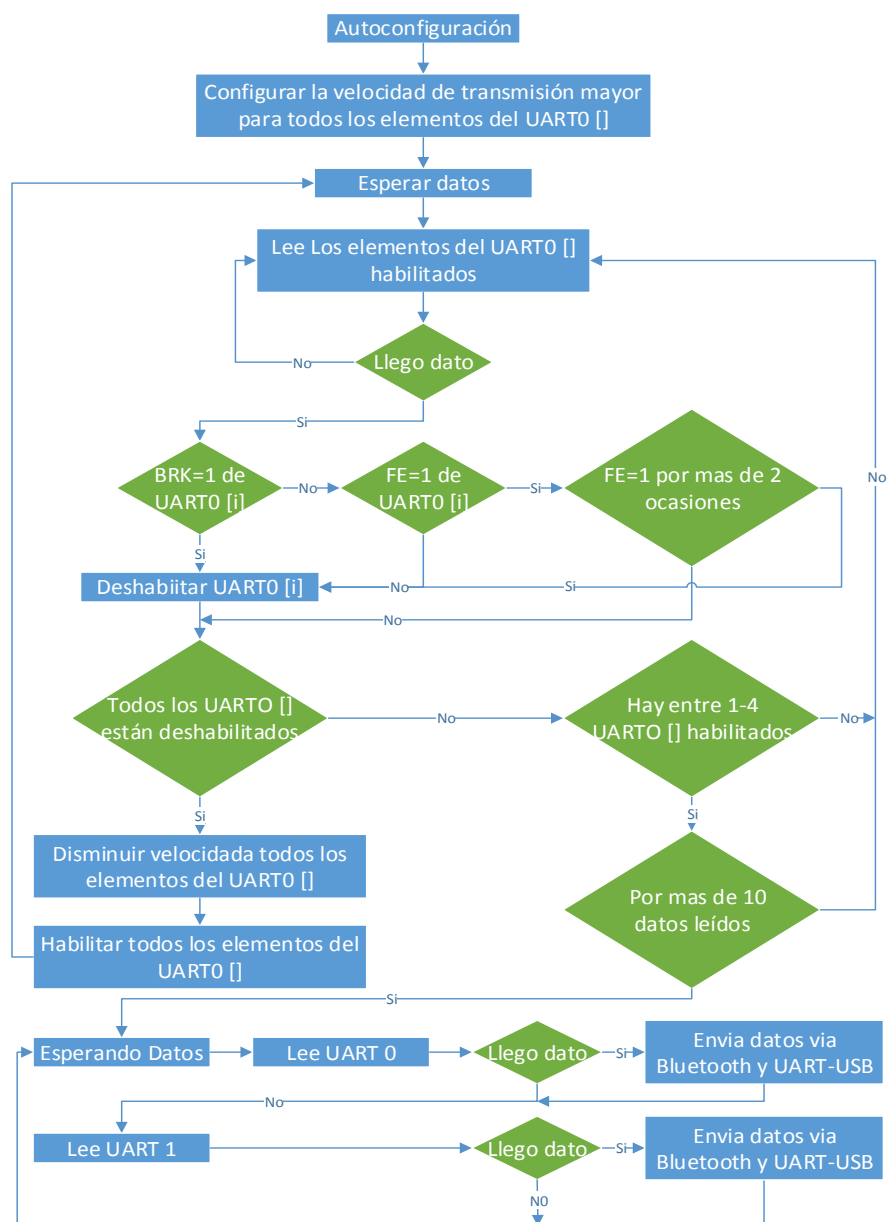 Autoconfiguración
Configurar la velocidad de transmisión mayor
para todos los elementos del UART0 []
Esperar datos
Lee Los elementos del UART0 []
habilitados
Llego dato
No
Si
BRK=1 de
UART0 [i]
No
FE=1 de
UART0 [i]
Si
FE=1 por mas de 2
ocasiones
No
Si
Deshabiitar UART0 [i]
No
Si
No
Todos los UARTO []
están deshabilitados
No
Hay entre 1-4
UARTO [] habilitados
No
Si
Si
Disminuir velocidada todos los
elementos del UART0 []
Por mas de 10
datos leídos
Habilitar todos los elementos del
UART0 []
Si
Esperando Datos
Lee UART 0
Llego dato
Si
Envia datos via
Bluetooth y UART-USB
No
Lee UART 1
Llego dato
Si
Envia datos via
Bluetooth y UART-USB
N0